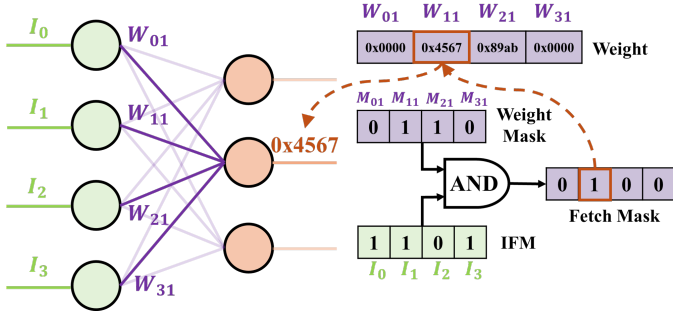 I0
W01
I1
W11
I2
W21
I3
W31
0x4567
W01 W11 W21 W31
0x0000 0x4567 0x89ab 0x0000 Weight
M01 M11 M21 M31
0 1 1 0 Weight
Mask
AND
0 1 0 0
Fetch Mask
1 1 0 1 IFM
I0 I1 I2 I3